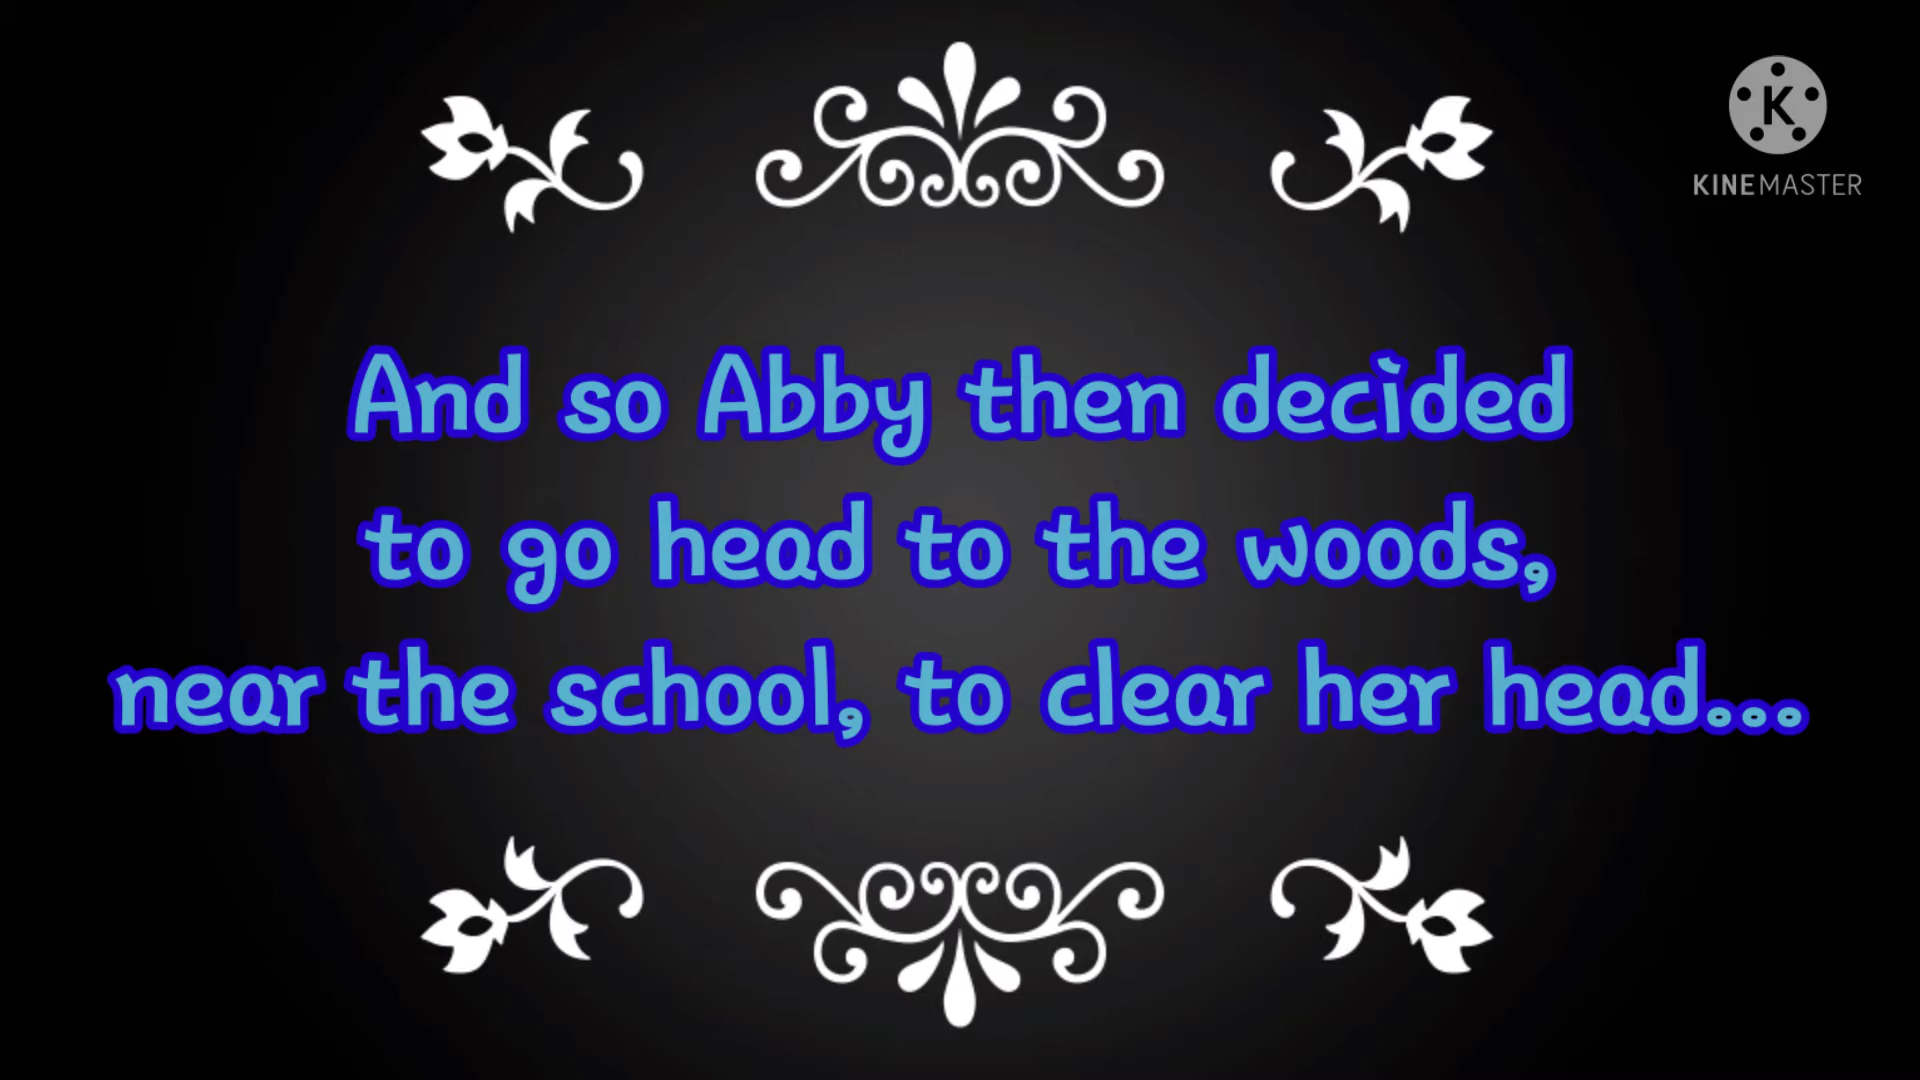 K
KINEMASTER
And so Abby then decided
to go head to the woods,
near the school, to clear her head...